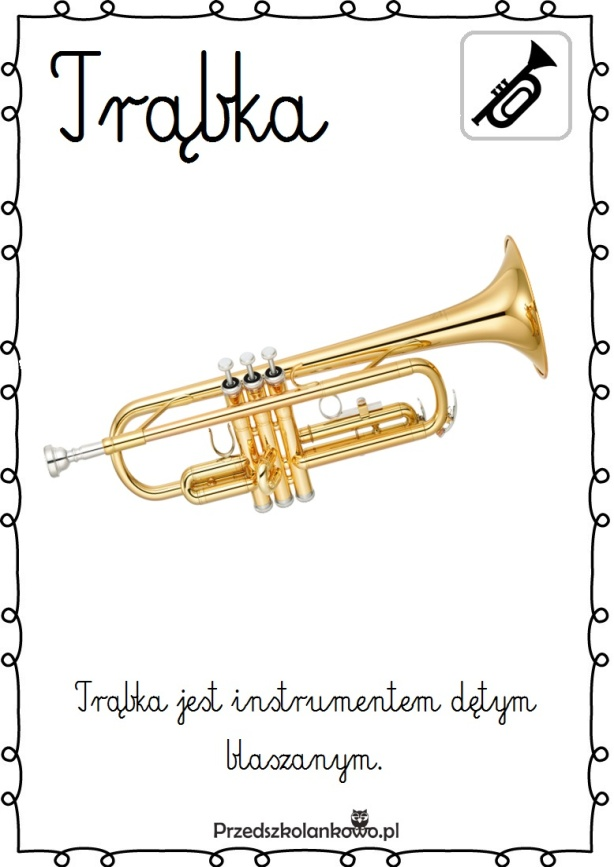 Trąbka
Trąbka jest instrumentem dętym
blaszanym.
Przedszkolankowo.pl